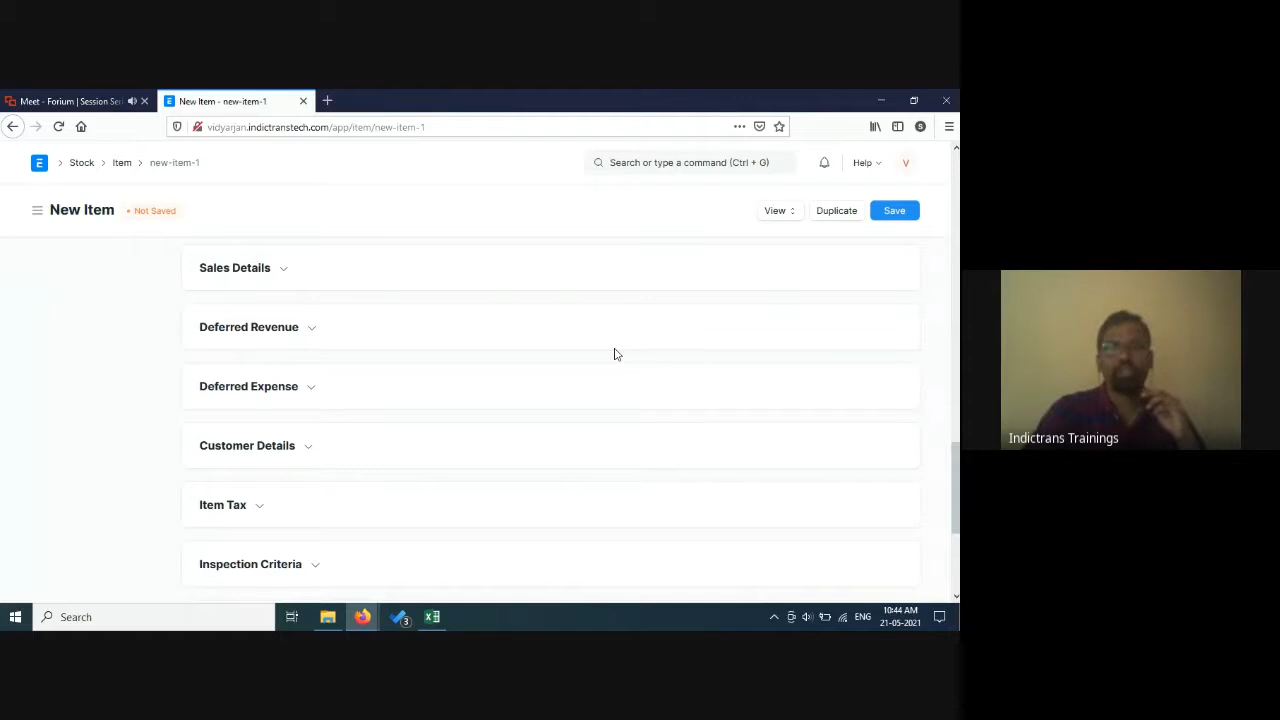 Meet - Forium | Session Seri
New Item - new-item-1
vidyarjan.indictranstech.com/app/item/new-item-1
E
Stock
Item
new-item-1
Search or type a command (Ctrl + G)
Help
V
New Item
Not Saved
View
Duplicate
Save
Sales Details
Deferred Revenue
Deferred Expense
Customer Details
Item Tax
Inspection Criteria
Indictrans Trainings
Search
3
ENG
10:44 AM
21-05-2021